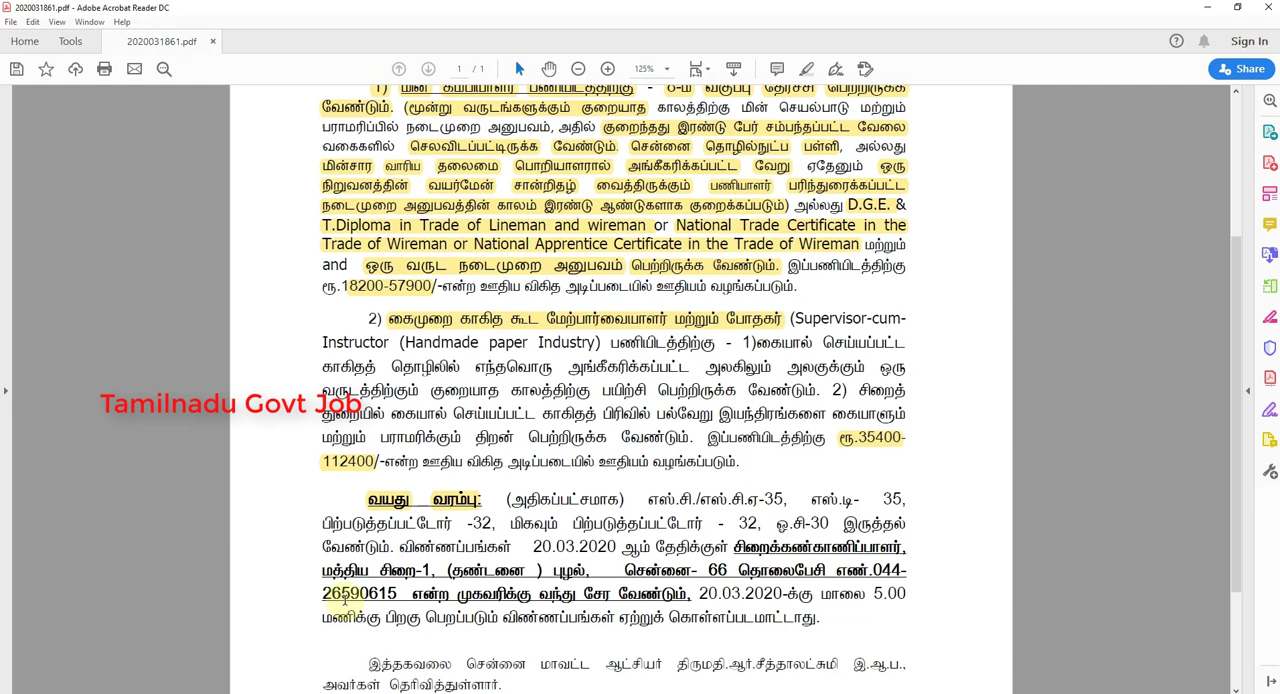 2020031861.pdf - Adobe Acrobat Reader DC
File Edit View Window Help
Home Tools 2020031861.pdf × Sign In
1 / 1 125% Share
1) மின் கம்பியாளர் பணியிடத்திற்கு - 8-ம் வகுப்பு தேர்ச்சி பெற்றிருக்க
வேண்டும். (மூன்று வருடங்களுக்கும் குறையாத காலத்திற்கு மின் செயல்பாடு மற்றும்
பராமரிப்பில் நடைமுறை அனுபவம், அதில் குறைந்தது இரண்டு பேர் சம்பந்தப்பட்ட வேலை
வகைகளில் செலவிடப்பட்டிருக்க வேண்டும். சென்னை தொழில்நுட்ப பள்ளி, அல்லது
மின்சார வாரிய தலைமை பொறியாளரால் அங்கீகரிக்கப்பட்ட வேறு ஏதேனும் ஒரு
நிறுவனத்தின் வயர்மேன் சான்றிதழ் வைத்திருக்கும் பணியாளர் பரிந்துரைக்கப்பட்ட
நடைமுறை அனுபவத்தின் காலம் இரண்டு ஆண்டுகளாக குறைக்கப்படும்) அல்லது D.G.E. &
T.Diploma in Trade of Lineman and wireman or National Trade Certificate in the
Trade of Wireman or National Apprentice Certificate in the Trade of Wireman மற்றும்
and ஒரு வருட நடைமுறை அனுபவம் பெற்றிருக்க வேண்டும். இப்பணியிடத்திற்கு
ரூ.18200-57900/-என்ற ஊதிய விகித அடிப்படையில் ஊதியம் வழங்கப்படும்.
2) கைமுறை காகித கூட மேற்பார்வையாளர் மற்றும் போதகர் (Supervisor-cum-
Instructor (Handmade paper Industry) பணியிடத்திற்கு - 1)கையால் செய்யப்பட்ட
காகிதத் தொழிலில் எந்தவொரு அங்கீகரிக்கப்பட்ட அலகிலும் அலகுக்கும் ஒரு
வருடத்திற்கும் குறையாத காலத்திற்கு பயிற்சி பெற்றிருக்க வேண்டும். 2) சிறைத்
Tamilnadu Govt Job
துறையில் கையால் செய்யப்பட்ட காகிதத் பிரிவில் பல்வேறு இயந்திரங்களை கையாளும்
மற்றும் பராமரிக்கும் திறன் பெற்றிருக்க வேண்டும். இப்பணியிடத்திற்கு ரூ.35400-
112400/-என்ற ஊதிய விகித அடிப்படையில் ஊதியம் வழங்கப்படும்.
வயது வரம்பு: (அதிகபட்சமாக) எஸ்.சி./எஸ்.சி.ஏ-35, எஸ்.டி- 35,
பிற்படுத்தப்பட்டோர் -32, மிகவும் பிற்படுத்தப்பட்டோர் - 32, ஓ.சி-30 இருத்தல்
வேண்டும். விண்ணப்பங்கள் 20.03.2020 ஆம் தேதிக்குள் சிறைக்கண்காணிப்பாளர்,
மத்திய சிறை-1, (தண்டனை ) புழல், சென்னை- 66 தொலைபேசி எண்.044-
26590615 என்ற முகவரிக்கு வந்து சேர வேண்டும், 20.03.2020-க்கு மாலை 5.00
மணிக்கு பிறகு பெறப்படும் விண்ணப்பங்கள் ஏற்றுக் கொள்ளப்படமாட்டாது.
இத்தகவலை சென்னை மாவட்ட ஆட்சியர் திருமதி.ஆர்.சீத்தாலட்சுமி இ.ஆ.ப.,
அவர்கள் தெரிவித்துள்ளார்.